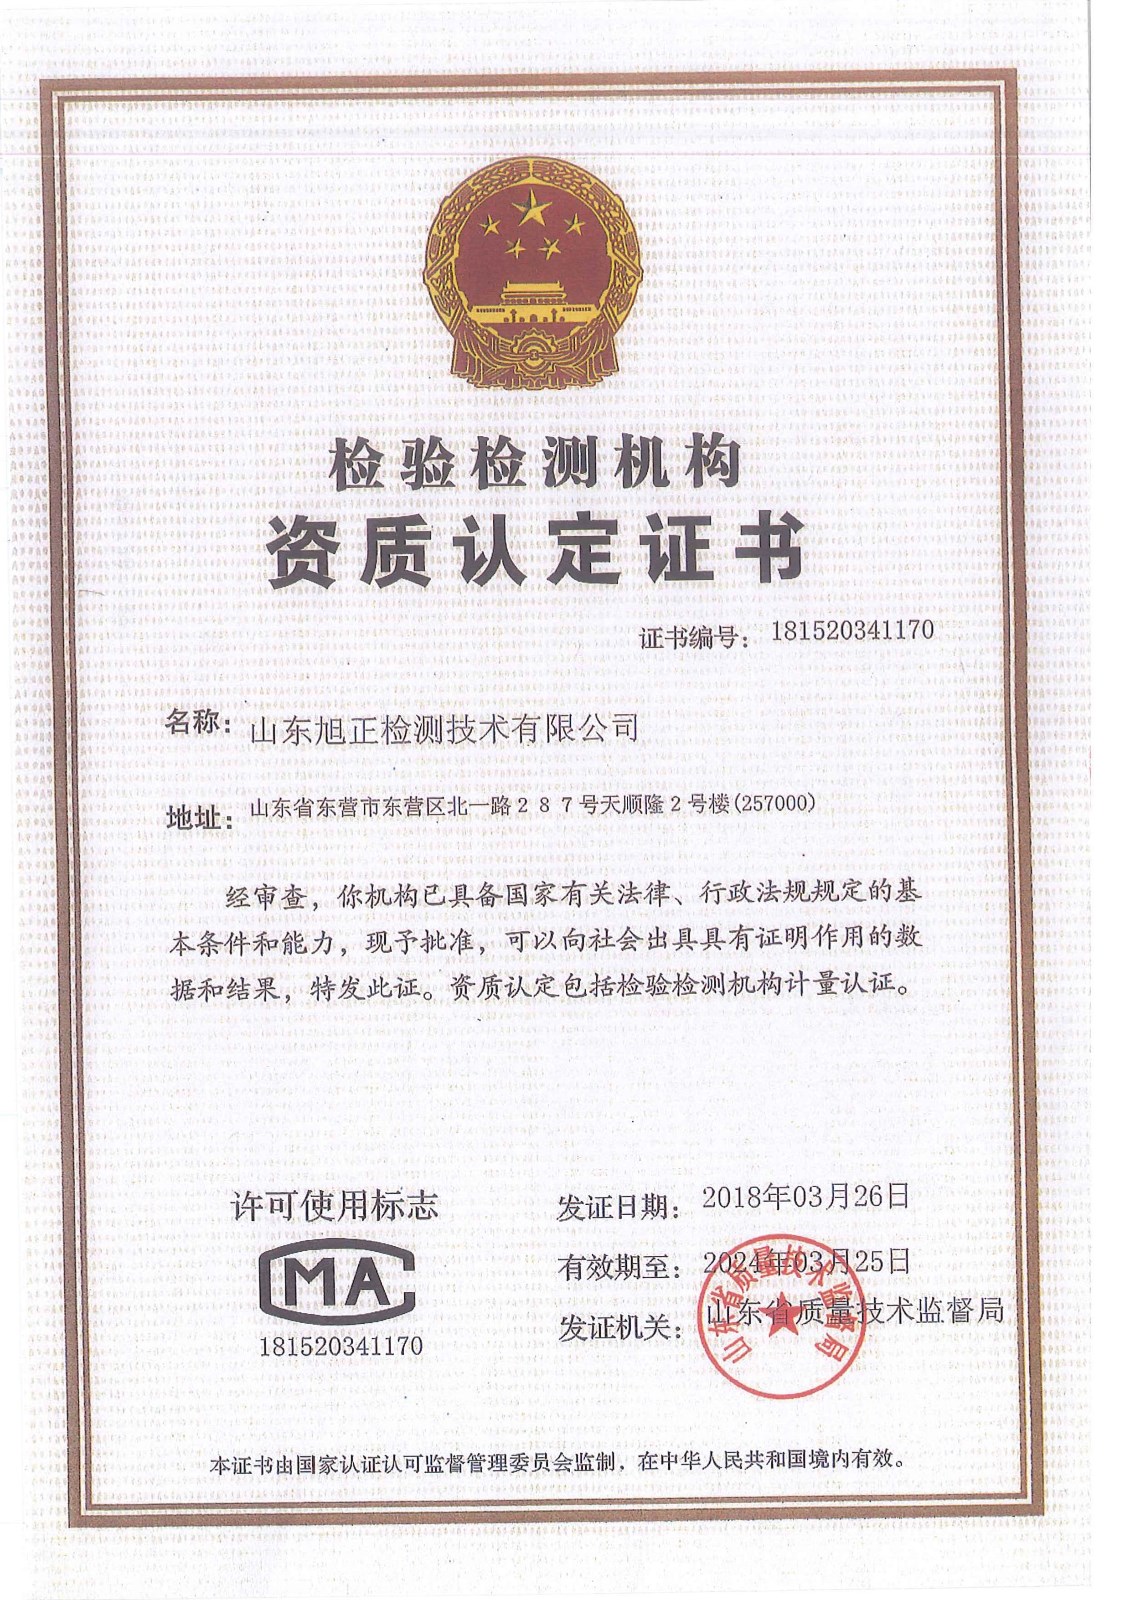 检验检测机构
资质认定证书
证书编号：181520341170
名称：山东旭正检测技术有限公司
地址：山东省东营市东营区北一路２８７号天顺隆２号楼(257000)
经审查，你机构已具备国家有关法律、行政法规规定的基
本条件和能力，现予批准，可以向社会出具具有证明作用的数
据和结果，特发此证。资质认定包括检验检测机构计量认证。
许可使用标志
MA
181520341170
发证日期：2018年03月26日
有效期至：2024年03月25日
发证机关：山东省质量技术监督局
山东省质量技术监督局
本证书由国家认证认可监督管理委员会监制，在中华人民共和国境内有效。